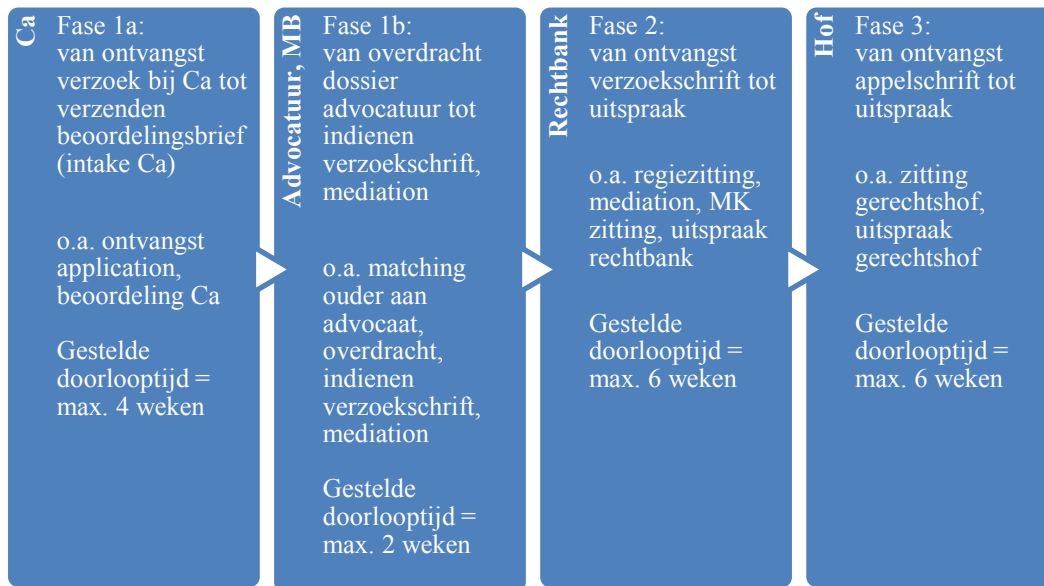 Ca
Fase 1a:
van ontvangst
verzoek bij Ca tot
verzenden
beoordelingsbrief
(intake Ca)
o.a. ontvangst
application,
beoordeling Ca
Gestelde
doorlooptijd =
max. 4 weken
Advocatuur, MB
Fase 1b:
van overdracht
dossier
advocatuur tot
indienen
verzoekschrift,
mediation
o.a. matching
ouder aan
advocaat,
overdracht,
indienen
verzoekschrift,
mediation
Gestelde
doorlooptijd =
max. 2 weken
Rechtbank
Fase 2:
van ontvangst
verzoekschrift tot
uitspraak
o.a. regiezitting,
mediation, MK
zitting, uitspraak
rechtbank
Gestelde
doorlooptijd =
max. 6 weken
Hof
Fase 3:
van ontvangst
appelschrift tot
uitspraak
o.a. zitting
gerechtshof,
uitspraak
gerechtshof
Gestelde
doorlooptijd =
max. 6 weken